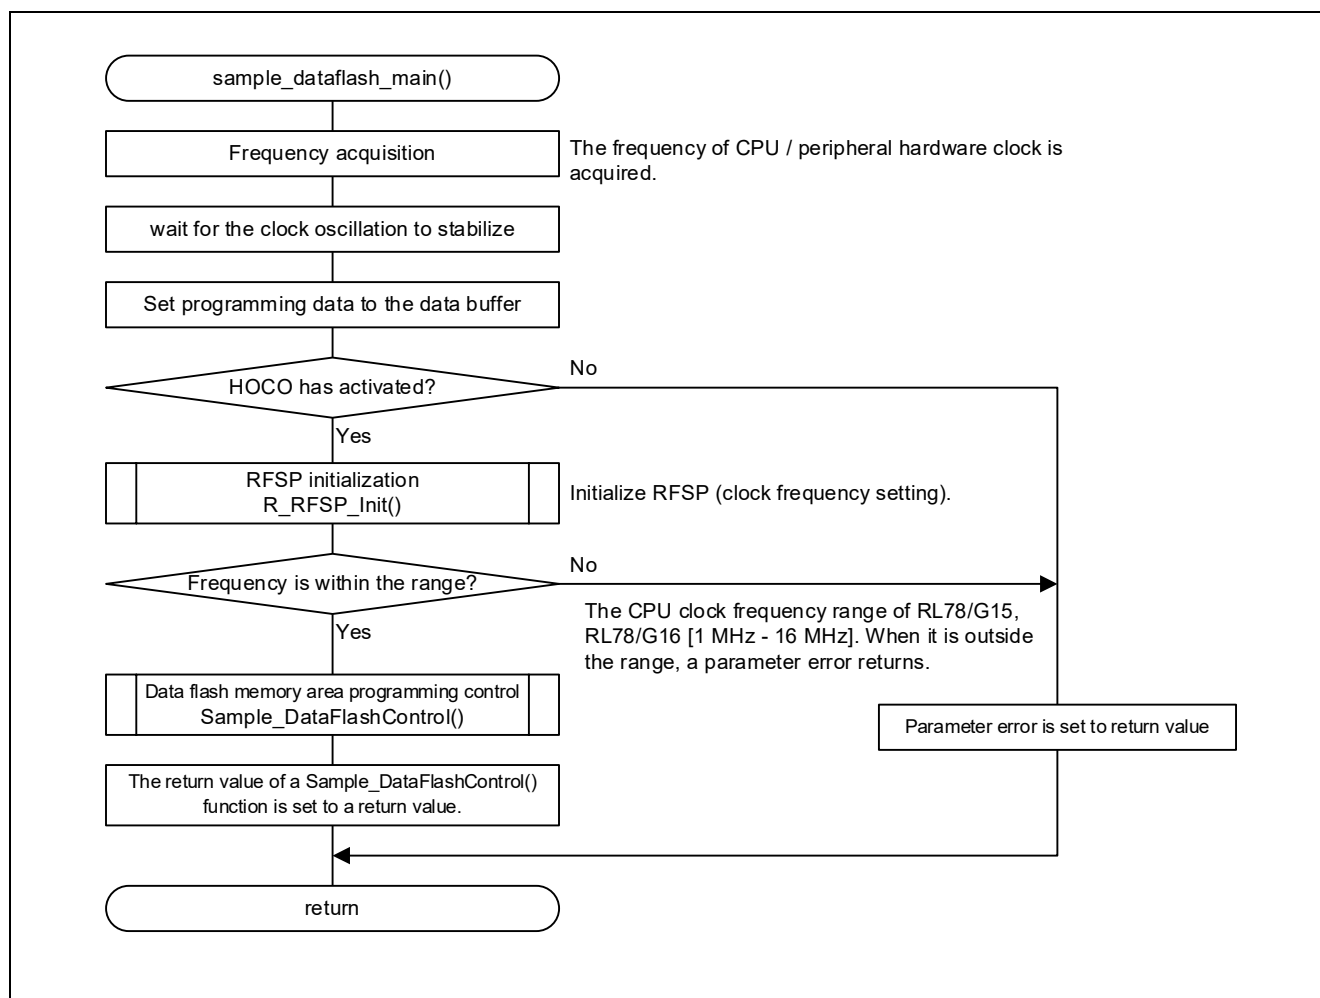 sample_dataflash_main()
Frequency acquisition
The frequency of CPU / peripheral hardware clock is
acquired.
wait for the clock oscillation to stabilize
Set programming data to the data buffer
HOCO has activated?
No
Yes
RFSP initialization
R_RFSP_Init()
Initialize RFSP (clock frequency setting).
Frequency is within the range?
No
The CPU clock frequency range of RL78/G15,
RL78/G16 [1 MHz - 16 MHz]. When it is outside
the range, a parameter error returns.
Yes
Data flash memory area programming control
Sample_DataFlashControl()
Parameter error is set to return value
The return value of a Sample_DataFlashControl()
function is set to a return value.
return